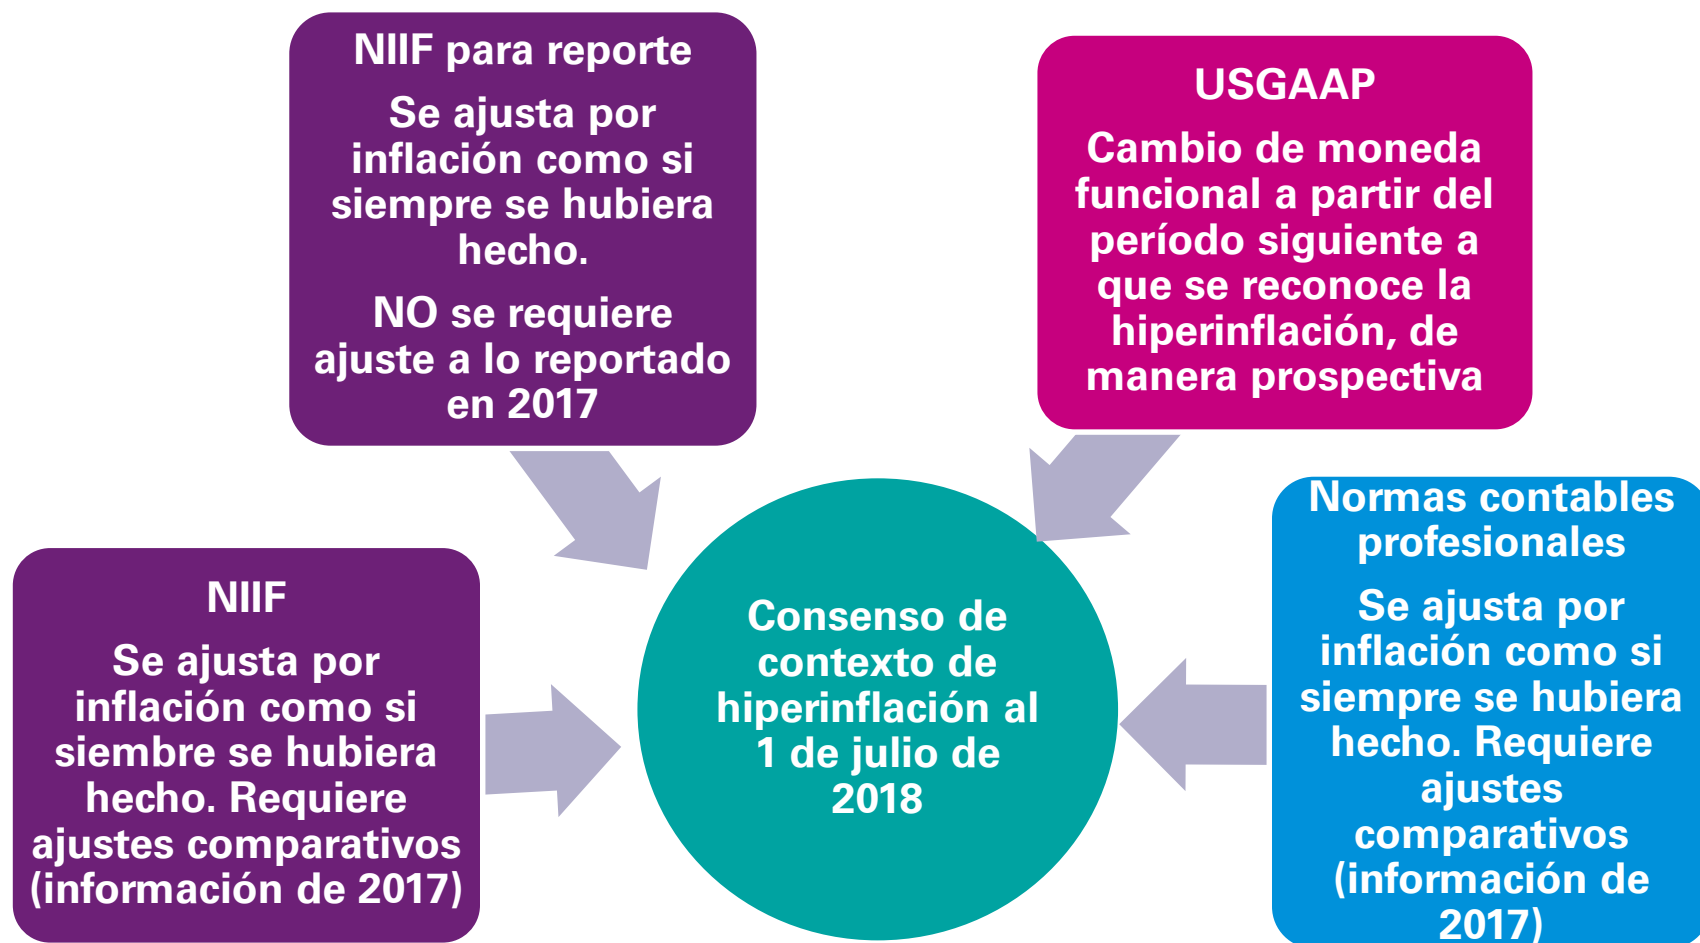 NIIF para reporte
Se ajusta por
inflación como si
siempre se hubiera
hecho.
NO se requiere
ajuste a lo reportado
en 2017
USGAAP
Cambio de moneda
funcional a partir del
período siguiente a
que se reconoce la
hiperinflación, de
manera prospectiva
NIIF
Se ajusta por
inflación como si
siembre se hubiera
hecho. Requiere
ajustes comparativos
(información de 2017)
Consenso de
contexto de
hiperinflación al
1 de julio de
2018
Normas contables
profesionales
Se ajusta por
inflación como si
siempre se hubiera
hecho. Requiere
ajustes
comparativos
(información de
2017)